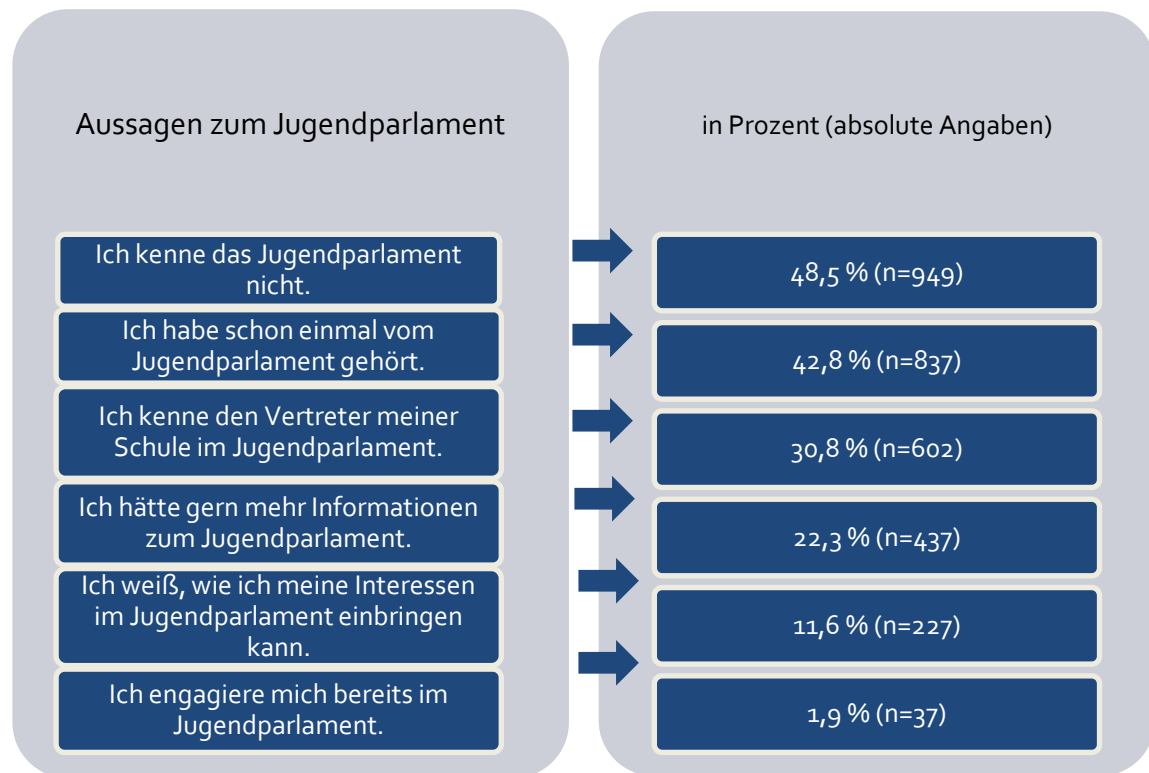 Aussagen zum Jugendparlament
in Prozent (absolute Angaben)
Ich kenne das Jugendparlament
nicht.
48,5 % (n=949)
Ich habe schon einmal vom
Jugendparlament gehört.
42,8 % (n=837)
Ich kenne den Vertreter meiner
Schule im Jugendparlament.
30,8 % (n=602)
Ich hätte gern mehr Informationen
zum Jugendparlament.
22,3 % (n=437)
Ich weiß, wie ich meine Interessen
im Jugendparlament einbringen
kann.
11,6 % (n=227)
Ich engagiere mich bereits im
Jugendparlament.
1,9 % (n=37)